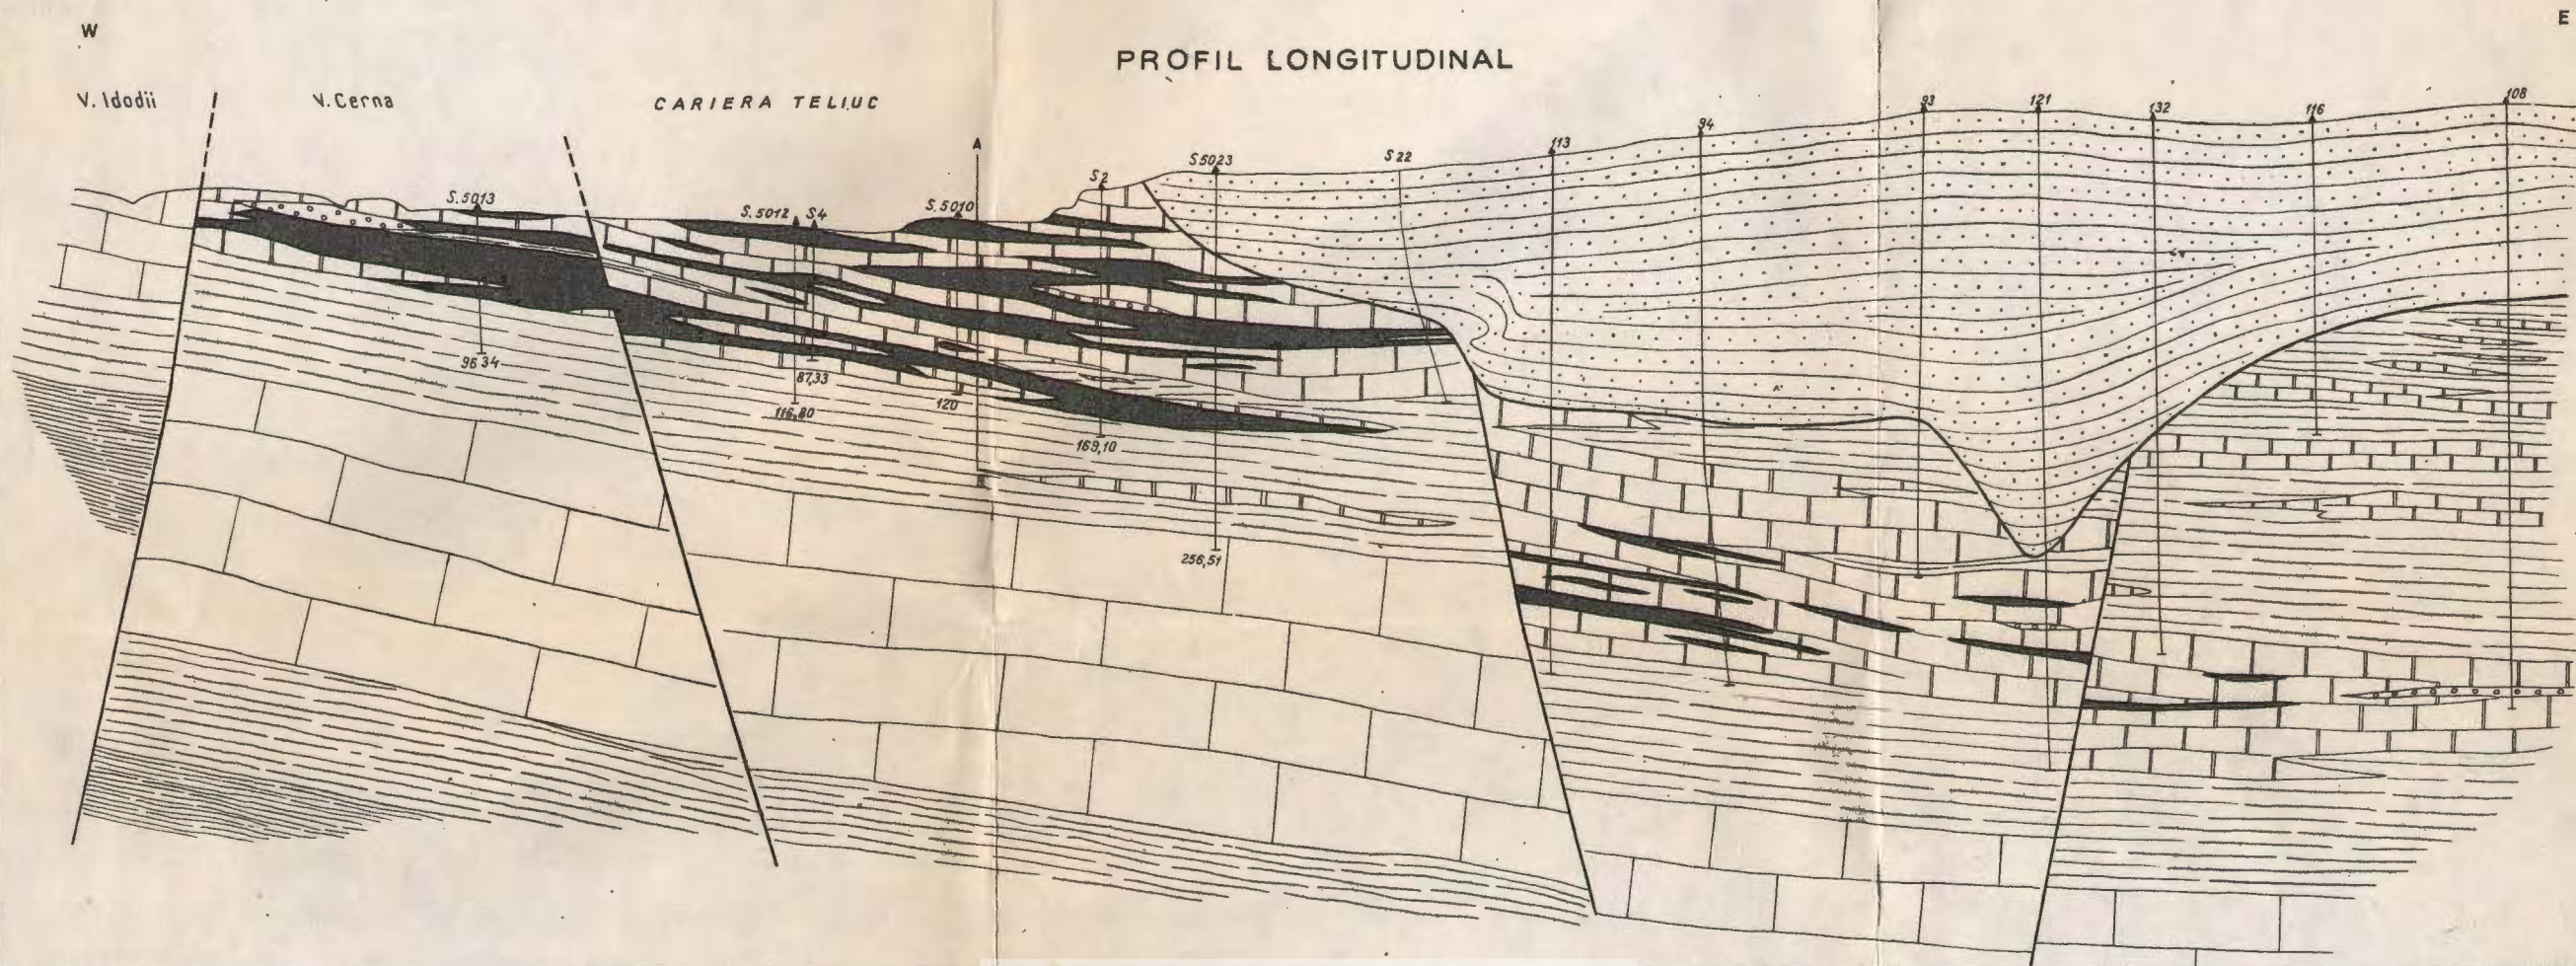 W
E
PROFIL LONGITUDINAL
V. Idodii
V. Cerna
CARIERA TELIUC
A
S.5013
S.5012
S4
S.5010
S2
S5023
S22
113
94
93
121
132
116
108
96 34
87,33
116,80
120
169,10
256,51